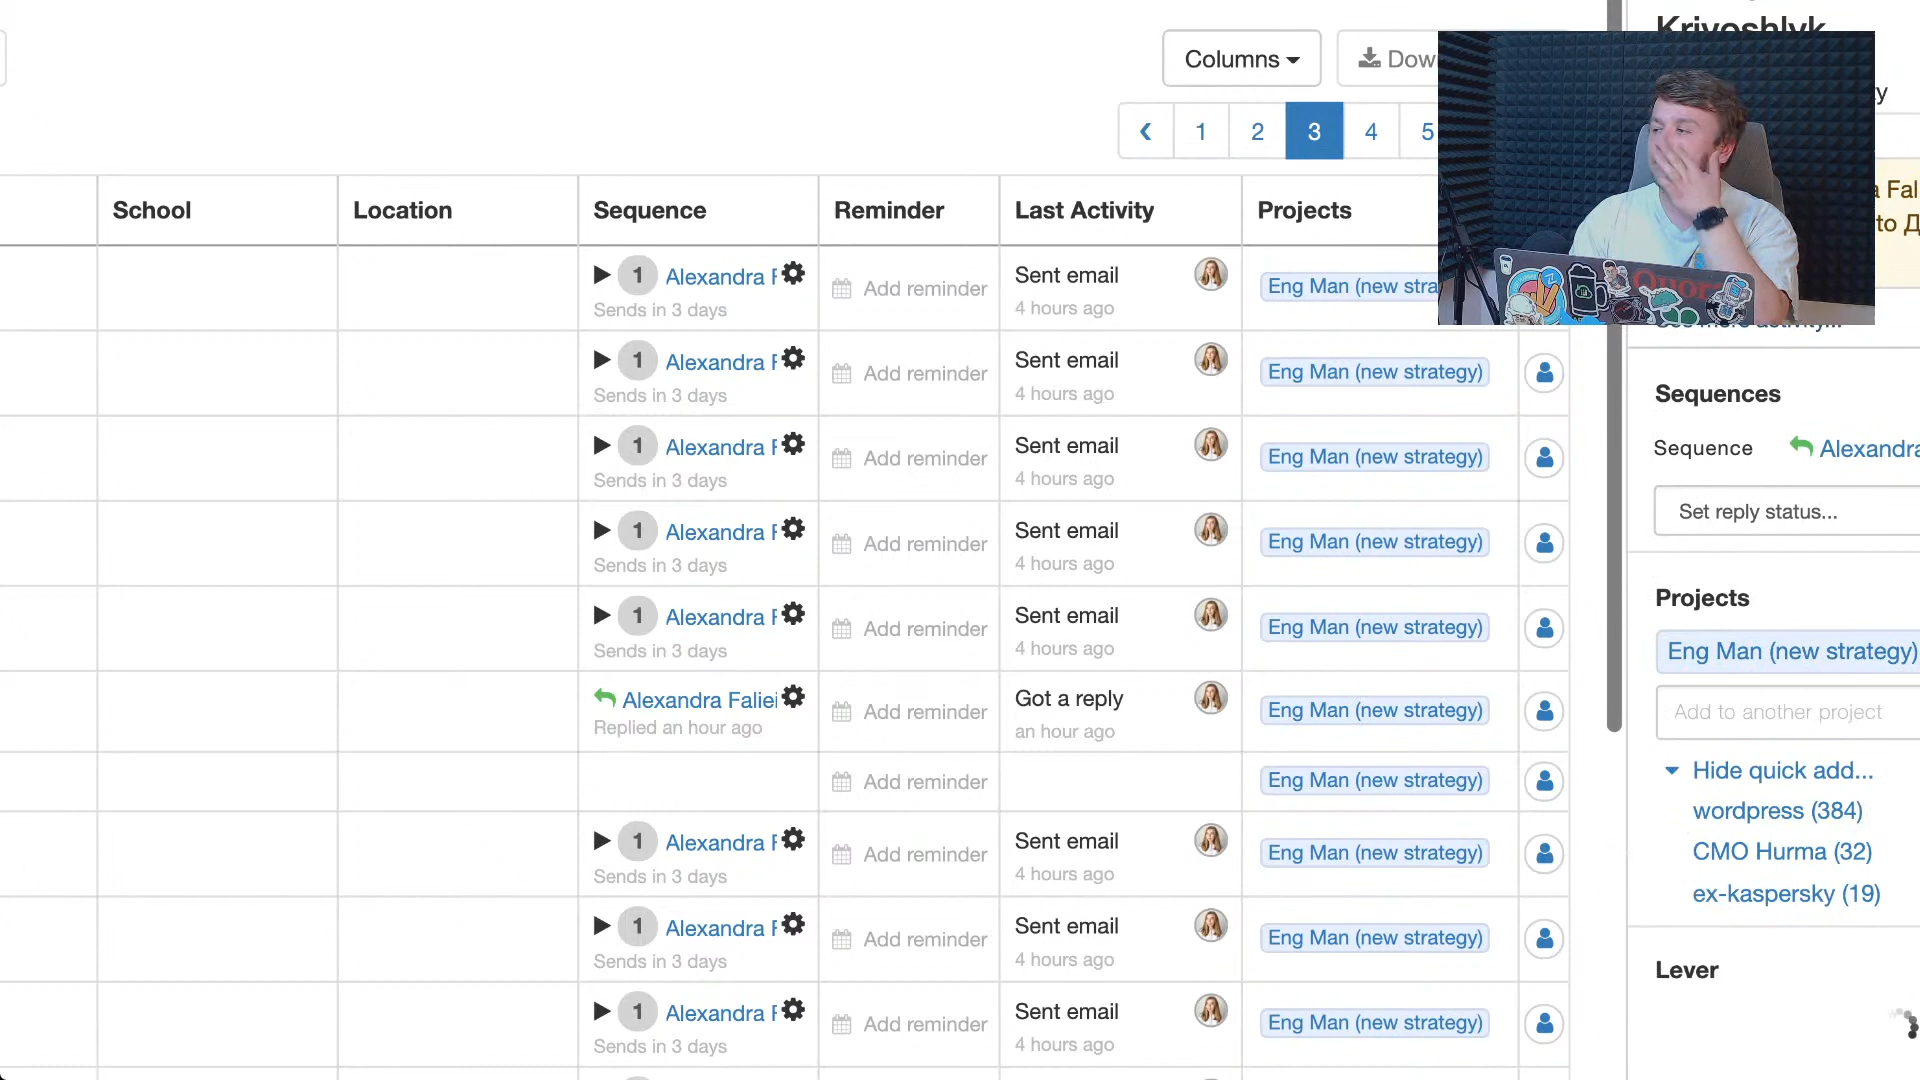 Krivoshlyk
Columns
Dow
y
1 2 3 4 5
a Fal
to Д
School Location Sequence Reminder Last Activity Projects
1 Alexandra F Add reminder Sent email Eng Man (new stra
Sends in 3 days 4 hours ago
1 Alexandra F Add reminder Sent email Eng Man (new strategy)
Sends in 3 days 4 hours ago
1 Alexandra F Add reminder Sent email Eng Man (new strategy)
Sends in 3 days 4 hours ago
1 Alexandra F Add reminder Sent email Eng Man (new strategy)
Sends in 3 days 4 hours ago
1 Alexandra F Add reminder Sent email Eng Man (new strategy)
Sends in 3 days 4 hours ago
Alexandra Faliei Add reminder Got a reply Eng Man (new strategy)
Replied an hour ago an hour ago
Add reminder Eng Man (new strategy)
1 Alexandra F Add reminder Sent email Eng Man (new strategy)
Sends in 3 days 4 hours ago
1 Alexandra F Add reminder Sent email Eng Man (new strategy)
Sends in 3 days 4 hours ago
1 Alexandra F Add reminder Sent email Eng Man (new strategy)
Sends in 3 days 4 hours ago
Sequences
Sequence Alexandra
Set reply status...
Projects
Eng Man (new strategy)
Add to another project
Hide quick add...
wordpress (384)
CMO Hurma (32)
ex-kaspersky (19)
Lever